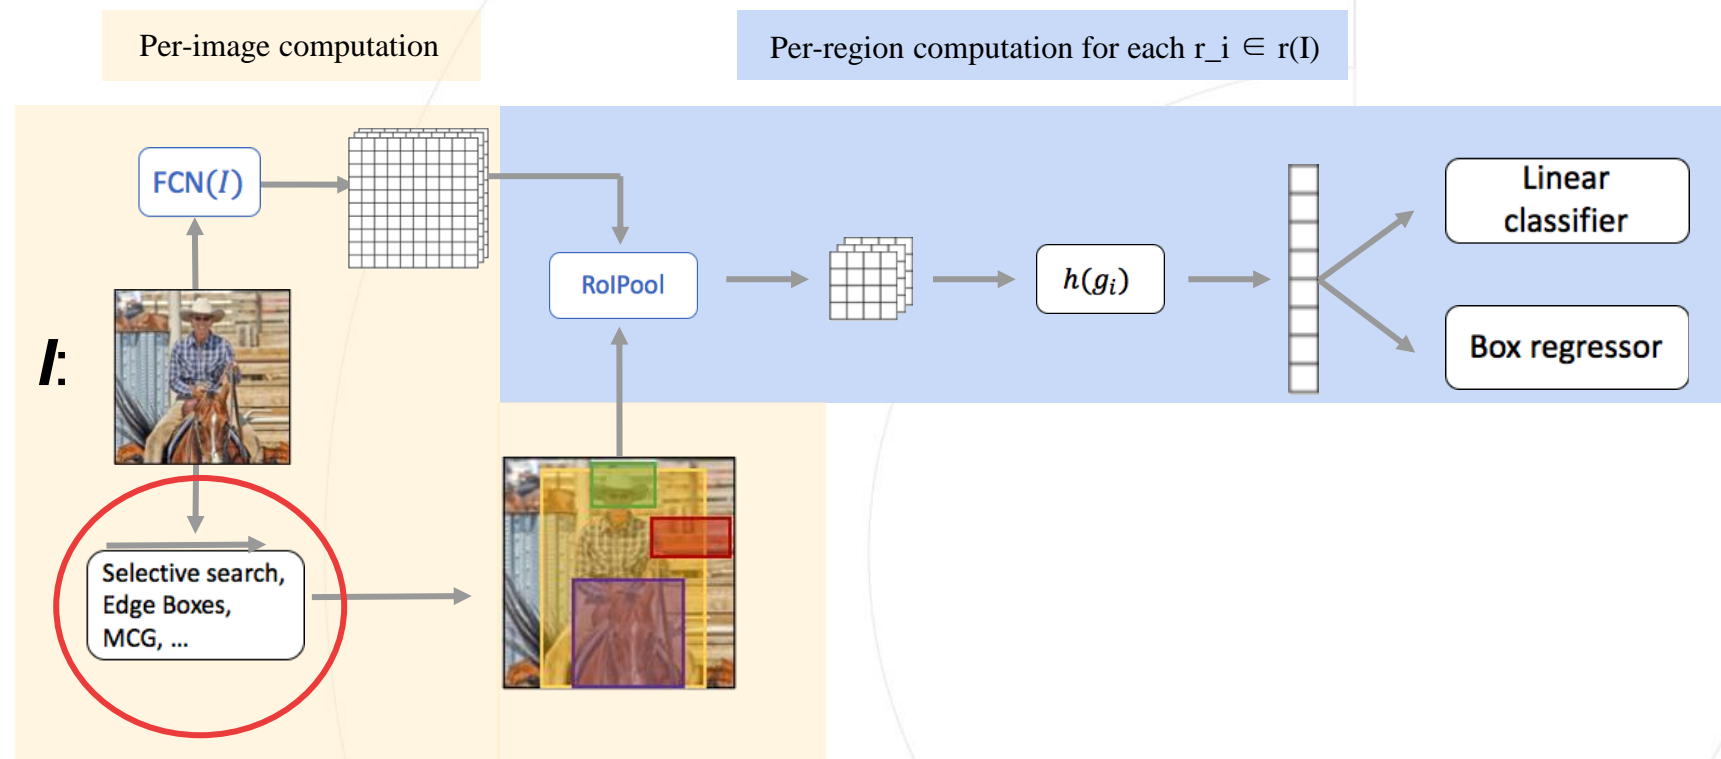 Per-image computation
Per-region computation for each r_i ∈ r(I)
FCN(I)
RoIPool
h(g_i)
Linear
classifier
Box regressor
I:
Selective search,
Edge Boxes,
MCG, ...